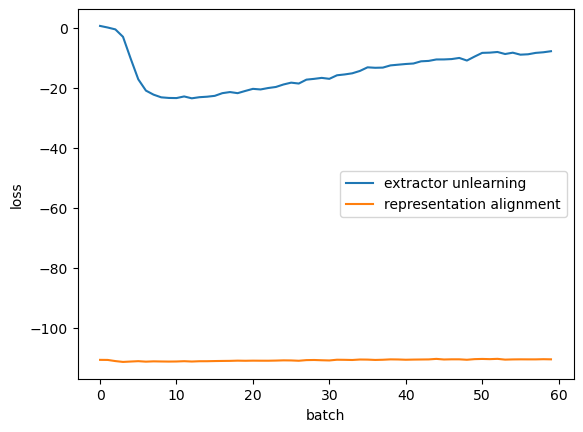 0
−20
−40
−60
−80
−100
loss
extractor unlearning
representation alignment
0 10 20 30 40 50 60
batch